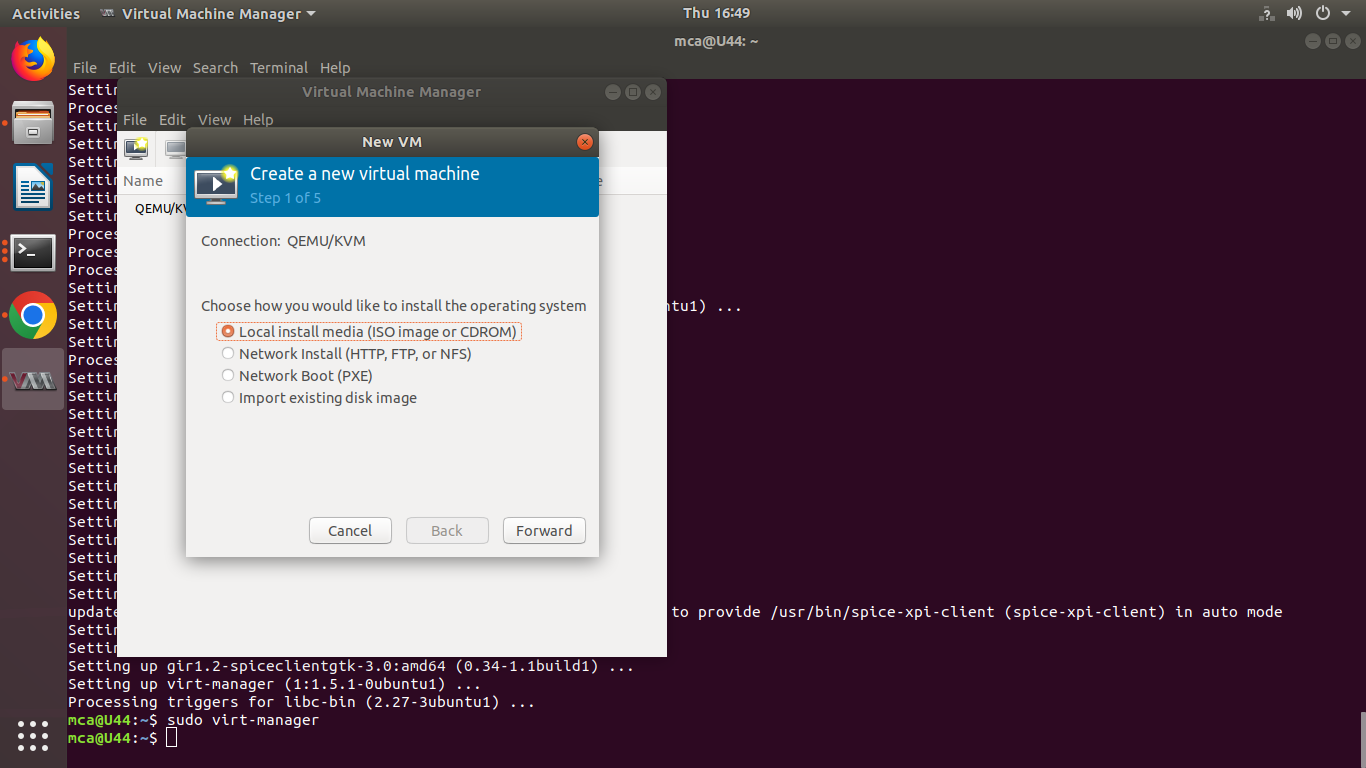 Activities Virtual Machine Manager Thu 16:49
mca@U44: ~
File Edit View Search Terminal Help
Virtual Machine Manager
File Edit View Help
New VM
Create a new virtual machine
Step 1 of 5
Name
QEMU/KV
Connection: QEMU/KVM
Choose how you would like to install the operating system
Local install media (ISO image or CDROM)
Network Install (HTTP, FTP, or NFS)
Network Boot (PXE)
Import existing disk image
Cancel Back Forward
Settin
Proces
Settin
Settin
Settin
Settin
Settin
Settin
Proces
Proces
Proces
Settin
Settin ntu1) ...
Settin
Settin
Proces
Proces
Settin
Settin
Settin
Settin
Settin
Settin
Settin
Settin
Settin
Settin
Settin
Settin
update to provide /usr/bin/spice-xpi-client (spice-xpi-client) in auto mode
Settin
Settin
Setting up gir1.2-spiceclientgtk-3.0:amd64 (0.34-1.1build1) ...
Setting up virt-manager (1:1.5.1-0ubuntu1) ...
Processing triggers for libc-bin (2.27-3ubuntu1) ...
mca@U44:~$ sudo virt-manager
mca@U44:~$